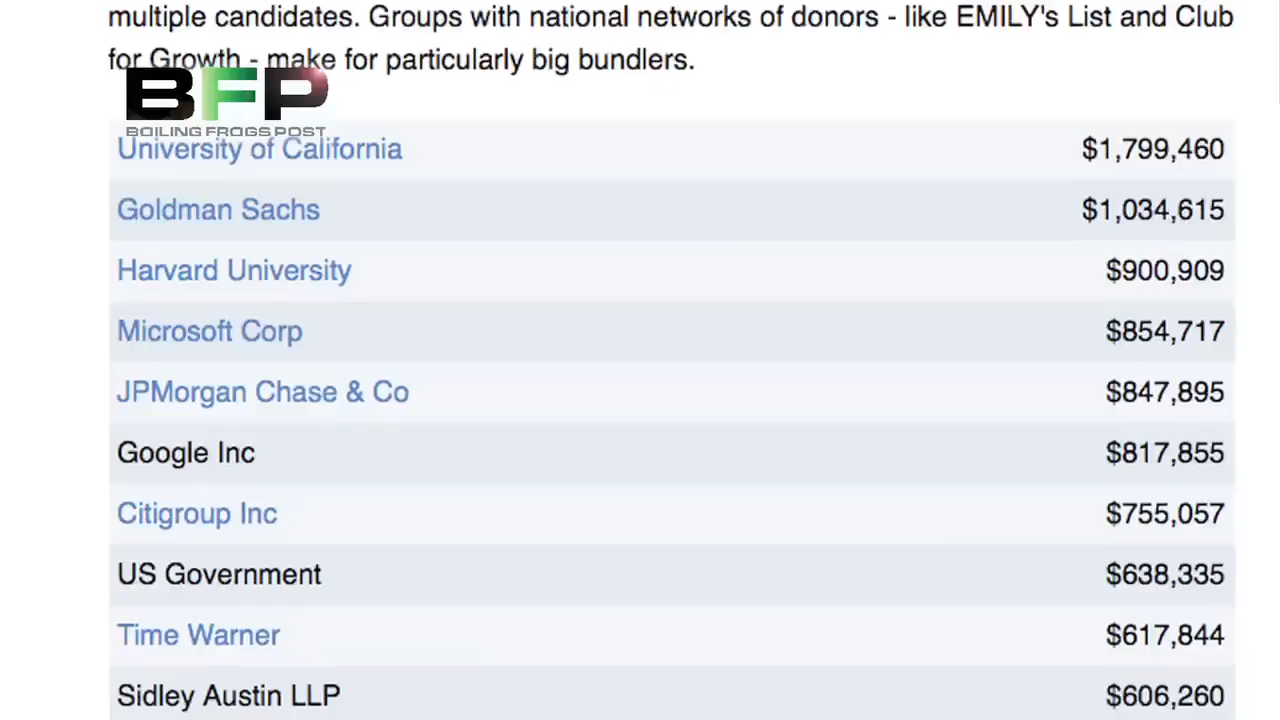 multiple candidates. Groups with national networks of donors - like EMILY's List and Club
for Growth - make for particularly big bundlers.
BFP
BOILING FROGS POST
University of California $1,799,460
Goldman Sachs $1,034,615
Harvard University $900,909
Microsoft Corp $854,717
JPMorgan Chase & Co $847,895
Google Inc $817,855
Citigroup Inc $755,057
US Government $638,335
Time Warner $617,844
Sidley Austin LLP $606,260